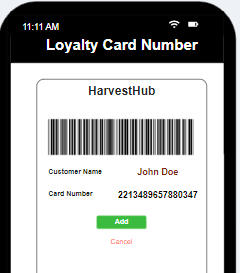 11:11 AM
Loyalty Card Number
HarvestHub
Customer Name John Doe
Card Number 2213489657880347
Add
Cancel